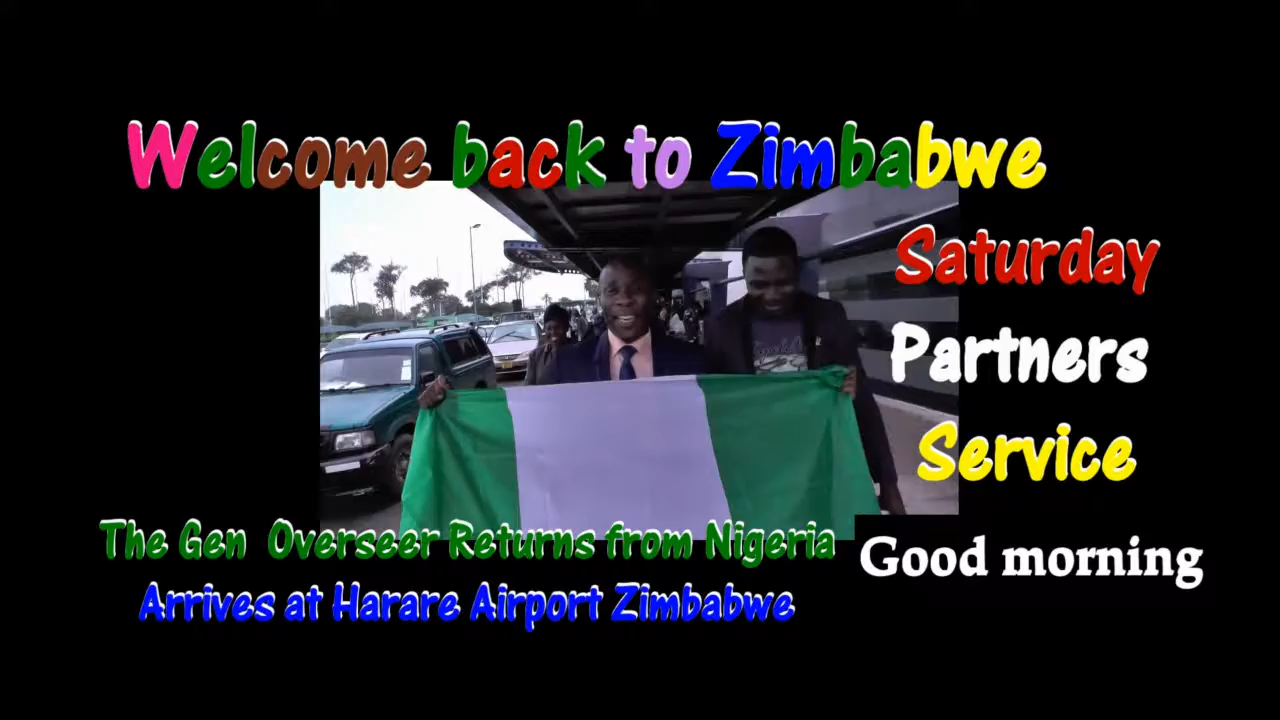 Welcome back to Zimbabwe
Saturday
Partners
Service
The Gen Overseer Returns from Nigeria
Arrives at Harare Airport Zimbabwe
Good morning